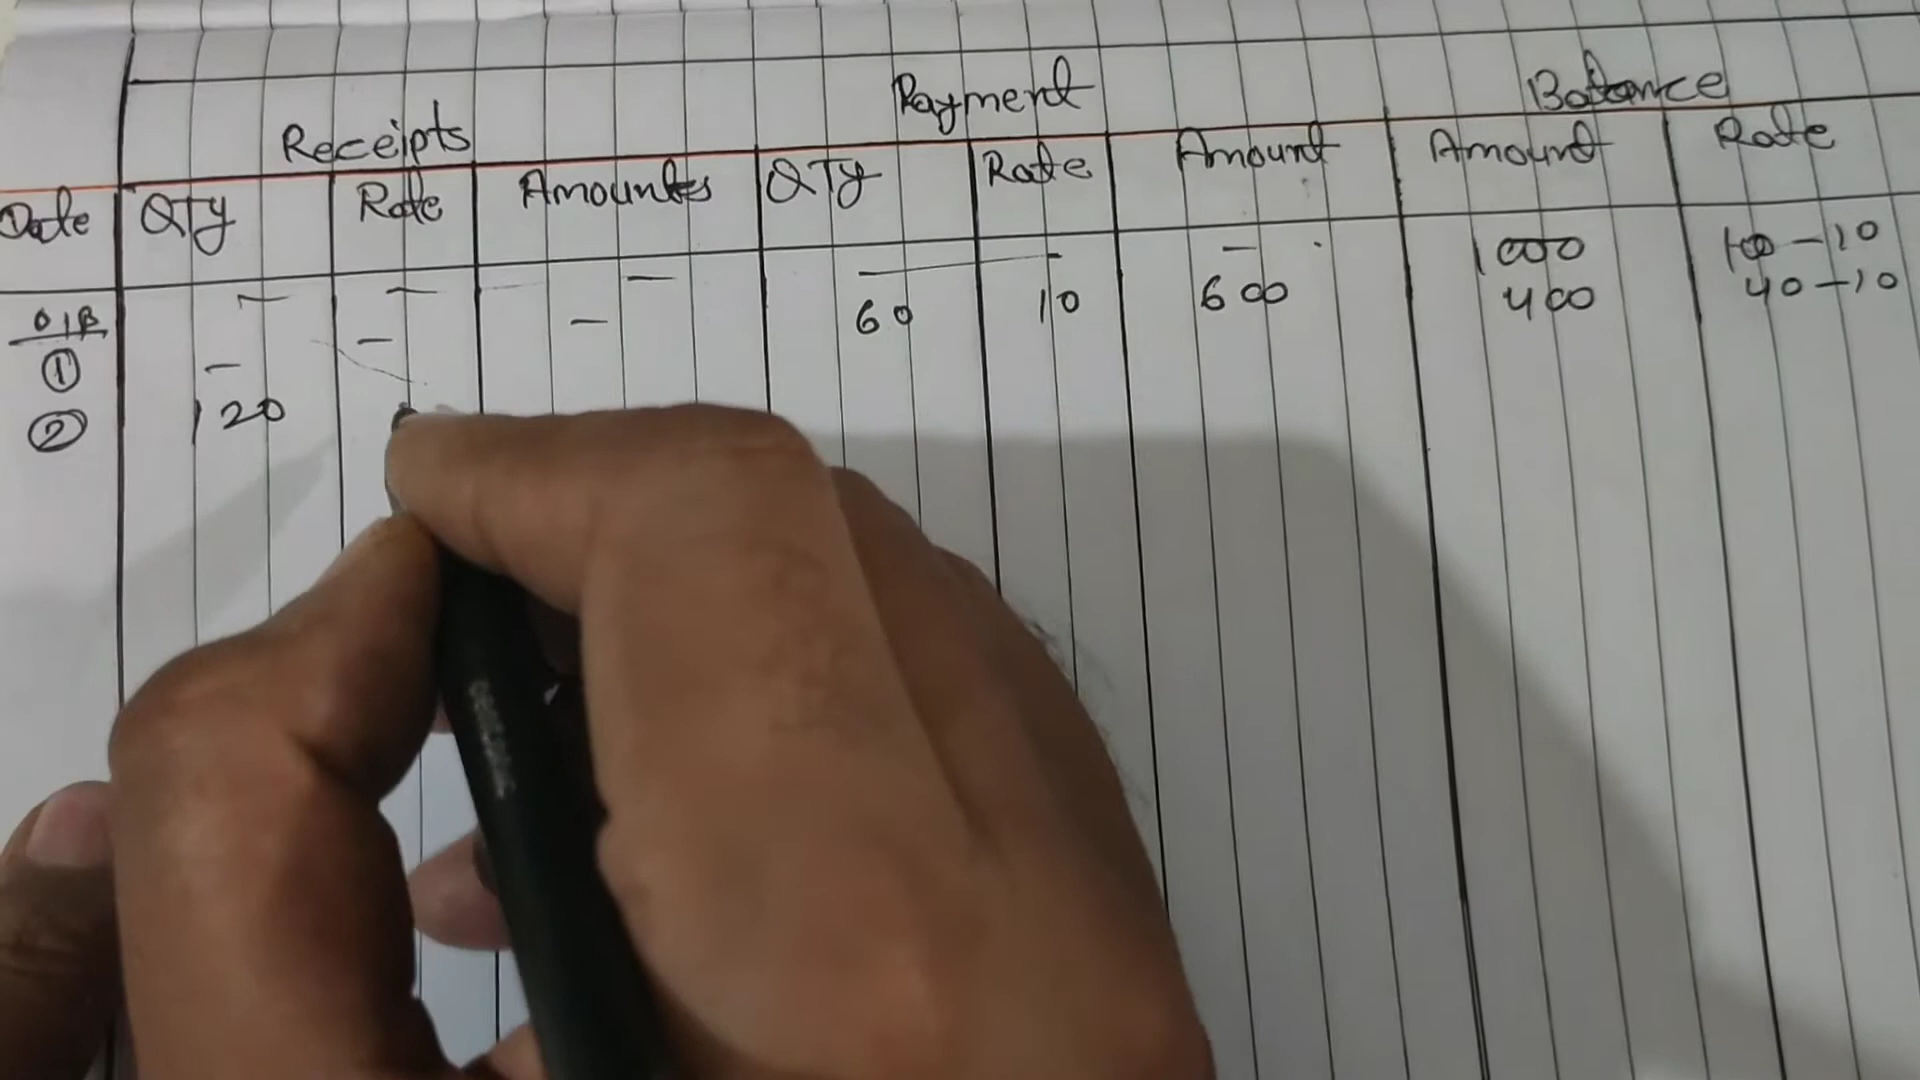 Receipts Payment Balance
Date QTY Rate Amountes QTY Rate Amount Amount Rate
O/B — — — — — 1000 100 – 10
① — — — 60 10 600 400 40 – 10
② 120